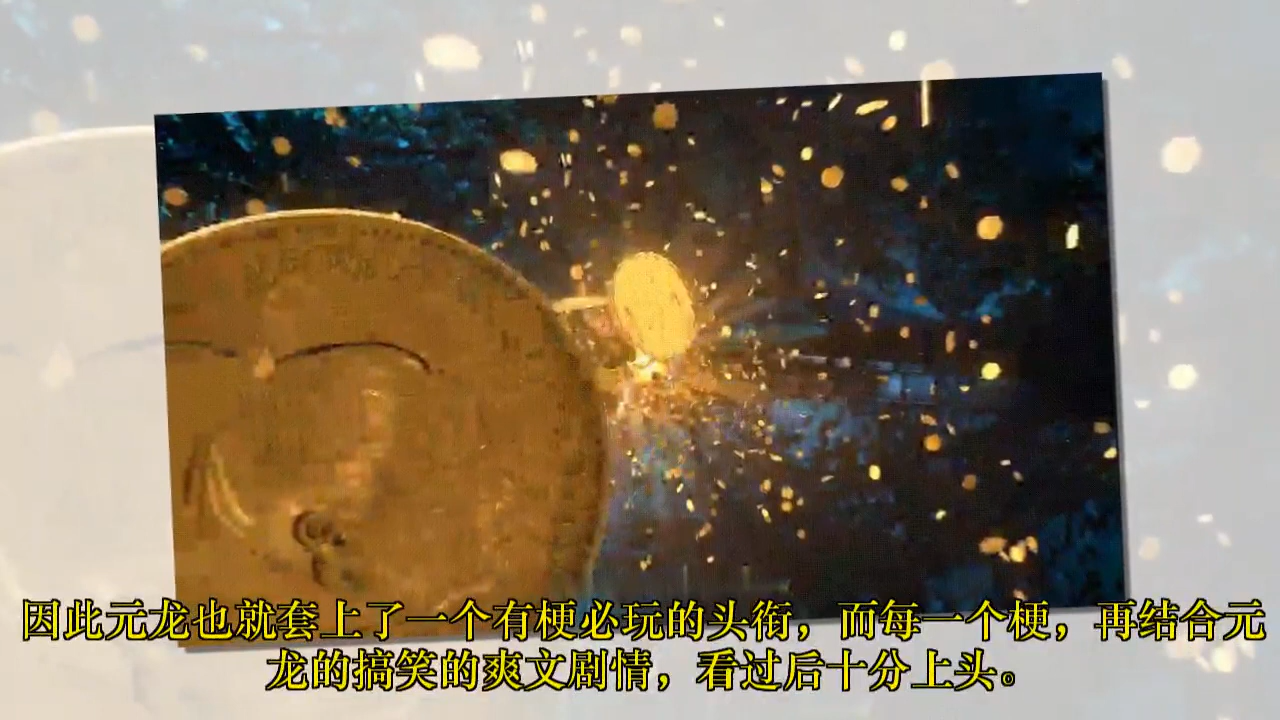 因此元龙也就套上了一个有梗必玩的头衔，而每一个梗，再结合元
龙的搞笑的爽文剧情，看过后十分上头。